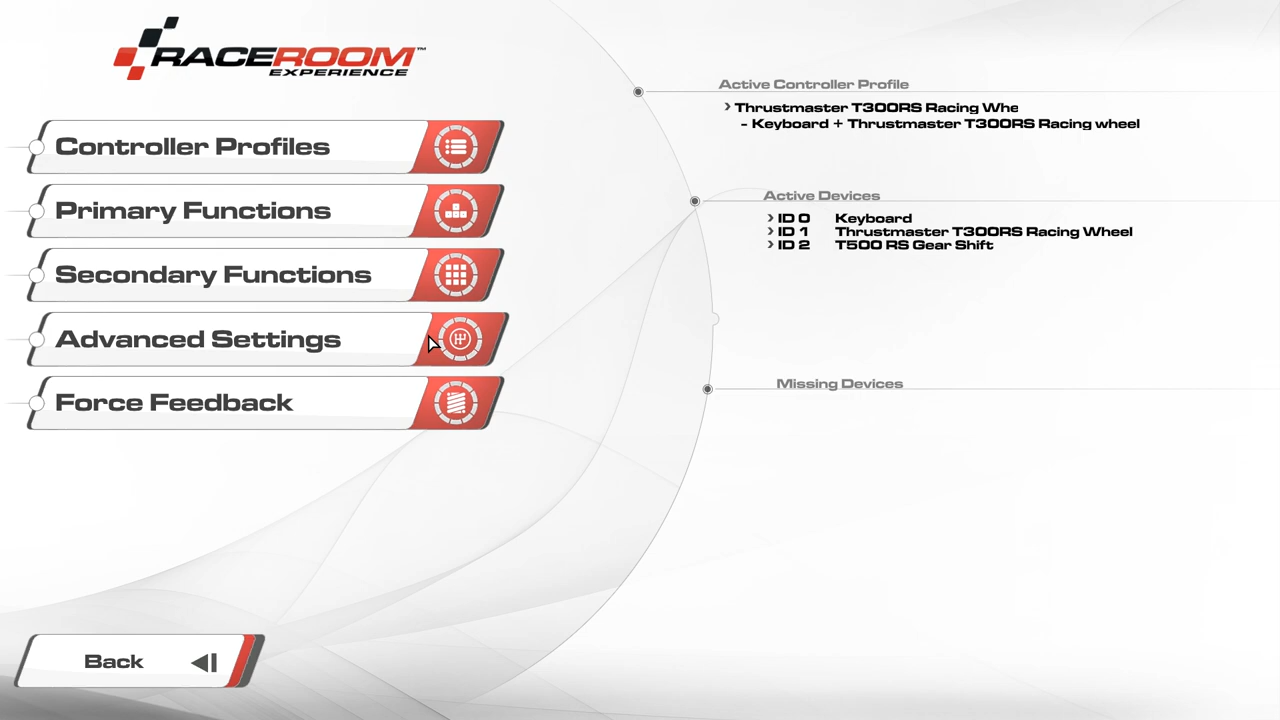 RACEROOM™
EXPERIENCE
Controller Profiles
Primary Functions
Secondary Functions
Advanced Settings
Force Feedback
Back
Active Controller Profile
Thrustmaster T300RS Racing Whe
- Keyboard + Thrustmaster T300RS Racing wheel
Active Devices
ID 0 Keyboard
ID 1 Thrustmaster T300RS Racing Wheel
ID 2 T500 RS Gear Shift
Missing Devices